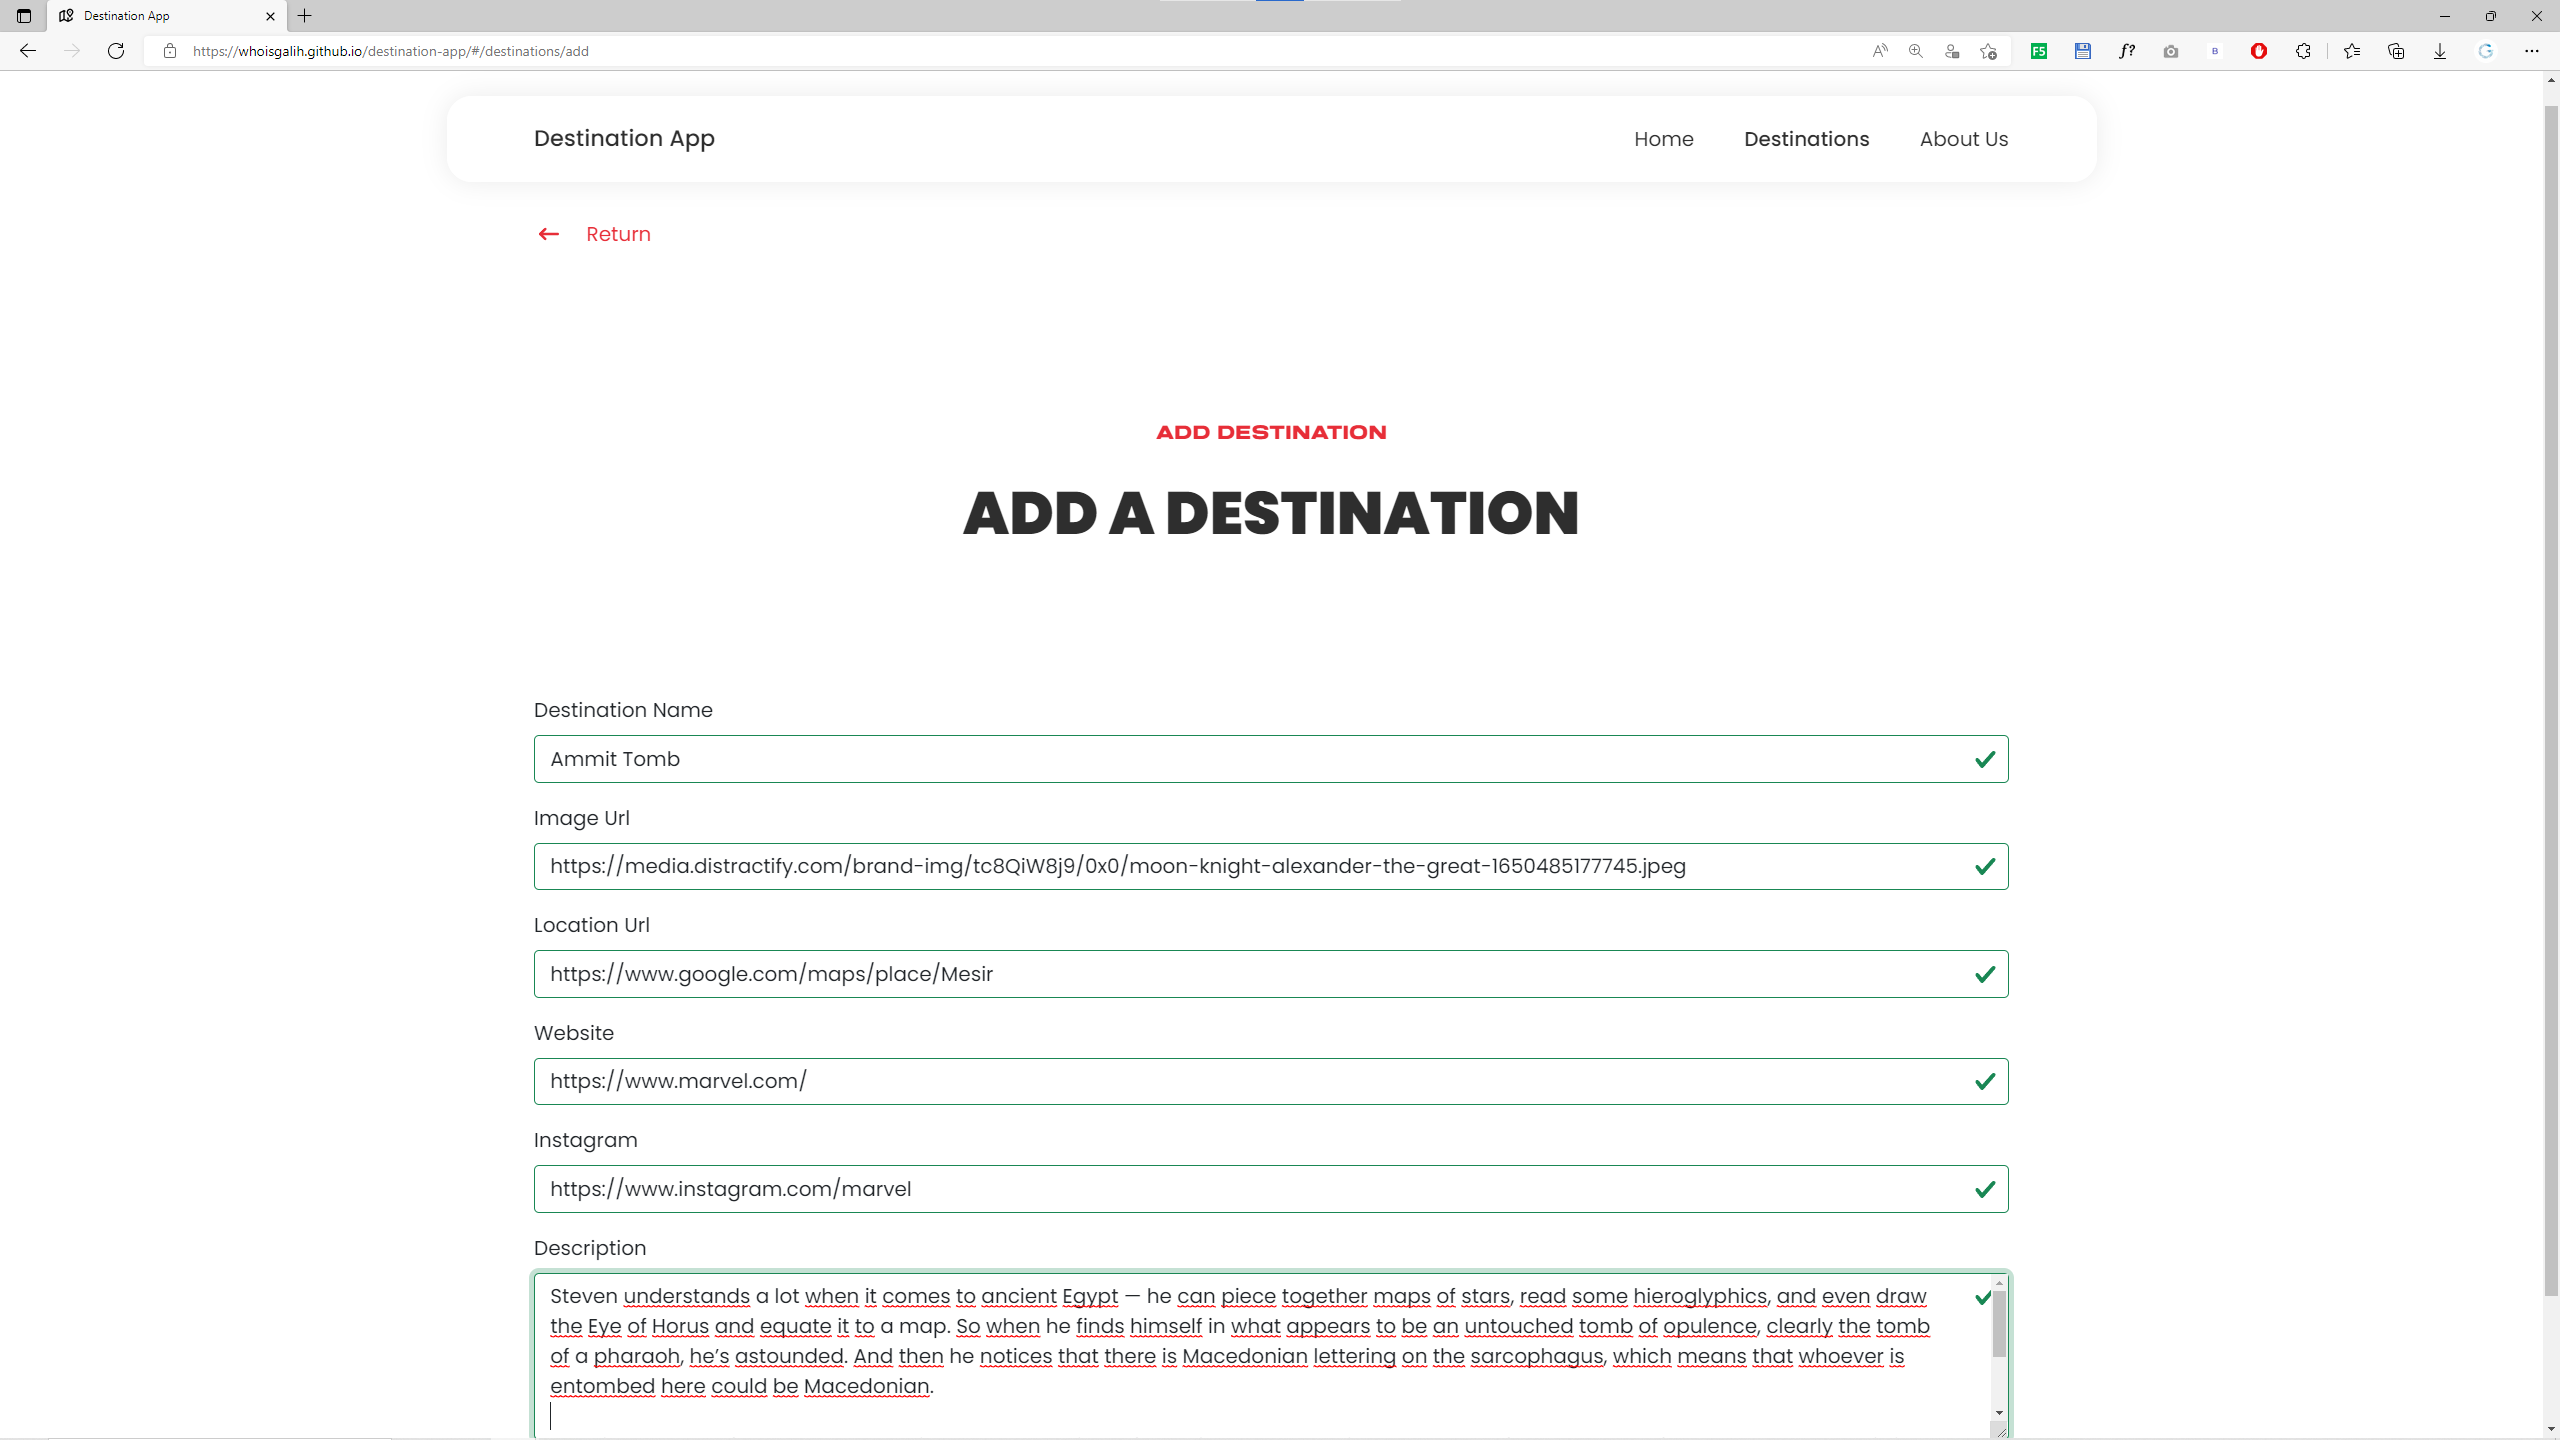 Destination App
https://whoisgalih.github.io/destination-app/#/destinations/add
Destination App
Home
Destinations
About Us
Return
ADD DESTINATION
ADD A DESTINATION
Destination Name
Ammit Tomb
Image Url
https://media.distractify.com/brand-img/tc8QiW8j9/0x0/moon-knight-alexander-the-great-1650485177745.jpeg
Location Url
https://www.google.com/maps/place/Mesir
Website
https://www.marvel.com/
Instagram
https://www.instagram.com/marvel
Description
Steven understands a lot when it comes to ancient Egypt — he can piece together maps of stars, read some hieroglyphics, and even draw
the Eye of Horus and equate it to a map. So when he finds himself in what appears to be an untouched tomb of opulence, clearly the tomb
of a pharaoh, he’s astounded. And then he notices that there is Macedonian lettering on the sarcophagus, which means that whoever is
entombed here could be Macedonian.